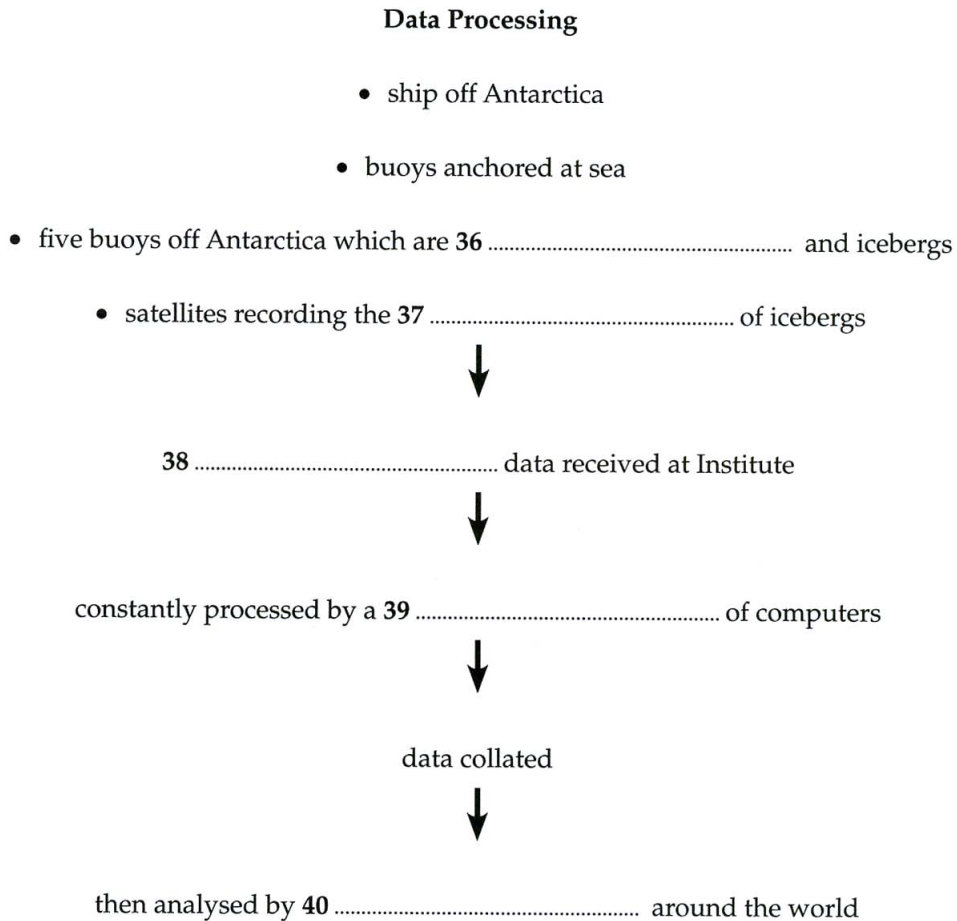 Data Processing
• ship off Antarctica
• buoys anchored at sea
• five buoys off Antarctica which are 36 ........................................ and icebergs
• satellites recording the 37 ........................................ of icebergs
38 ........................................ data received at Institute
constantly processed by a 39 ........................................ of computers
data collated
then analysed by 40 ........................................ around the world